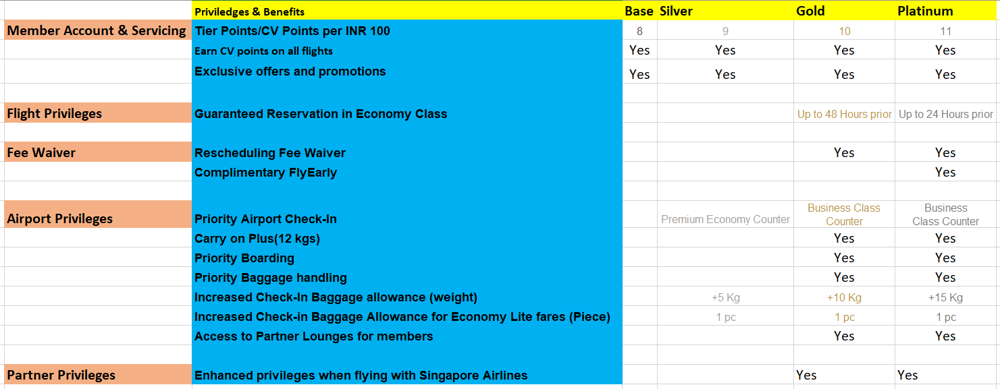 Priviledges & Benefits Base Silver Gold Platinum
Member Account & Servicing Tier Points/CV Points per INR 100 8 9 10 11
Earn CV points on all flights Yes Yes Yes Yes
Exclusive offers and promotions Yes Yes Yes Yes
Flight Privileges Guaranteed Reservation in Economy Class Up to 48 Hours prior Up to 24 Hours prior
Fee Waiver Rescheduling Fee Waiver Yes Yes
Complimentary FlyEarly Yes
Airport Privileges Priority Airport Check-In Premium Economy Counter Business Class Counter Business Class Counter
Carry on Plus(12 kgs) Yes Yes
Priority Boarding Yes Yes
Priority Baggage handling Yes Yes
Increased Check-In Baggage allowance (weight) +5 Kg +10 Kg +15 Kg
Increased Check-in Baggage Allowance for Economy Lite fares (Piece) 1 pc 1 pc 1 pc
Access to Partner Lounges for members Yes Yes
Partner Privileges Enhanced privileges when flying with Singapore Airlines Yes Yes